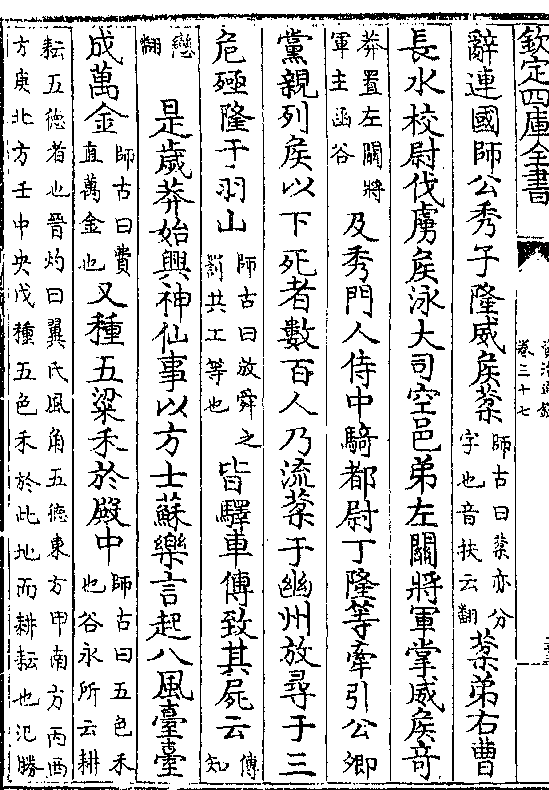 欽定四庫全書
資治通鑑
卷三十七
辭連國師公秀子隆威矦棻師古曰棻亦分字也音扶云翻棻弟右曹
長水校尉伐虜矦泳大司空邑弟左關將軍掌威矦奇
莽置左關將軍主函谷及秀門人侍中騎都尉丁隆等牽引公卿
黨親列矦以下死者數百人乃流棻于幽州放尋于三
危殛隆于羽山師古曰放舜之罰共工等也皆驛車傳致其屍云傳知
戀翻是歲莽始興神仙事以方士蘇樂言起八風臺臺
成萬金師古曰費直萬金也又種五粱禾於殿中師古曰五色禾也谷永所云耕
耘五德者也晉灼曰翼氏風角五德東方甲南方丙西
方庚北方壬中央戊種五色禾於此地而耕耘也氾勝